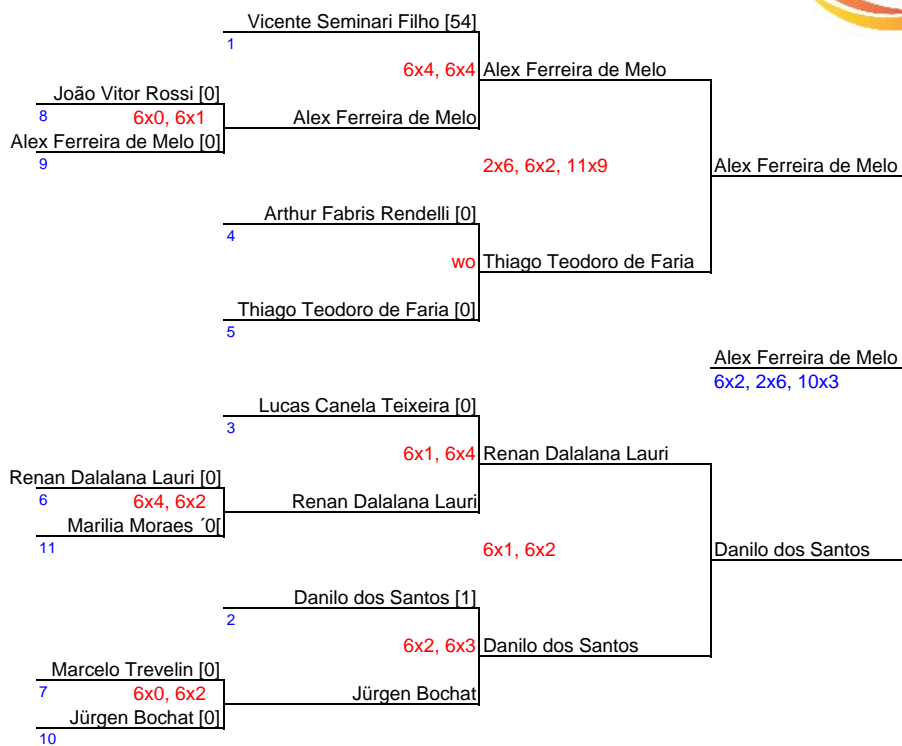 Vicente Seminari Filho [54]
1
6x4, 6x4 Alex Ferreira de Melo
João Vitor Rossi [0]
8 6x0, 6x1 Alex Ferreira de Melo
Alex Ferreira de Melo [0]
9
2x6, 6x2, 11x9 Alex Ferreira de Melo
Arthur Fabris Rendelli [0]
4
wo Thiago Teodoro de Faria
Thiago Teodoro de Faria [0]
5
Alex Ferreira de Melo
6x2, 2x6, 10x3
Lucas Canela Teixeira [0]
3
6x1, 6x4 Renan Dalalana Lauri
Renan Dalalana Lauri [0]
6 6x4, 6x2 Renan Dalalana Lauri
Marilia Moraes ´0[
11
6x1, 6x2 Danilo dos Santos
Danilo dos Santos [1]
2
6x2, 6x3 Danilo dos Santos
Marcelo Trevelin [0]
7 6x0, 6x2 Jürgen Bochat
Jürgen Bochat [0]
10